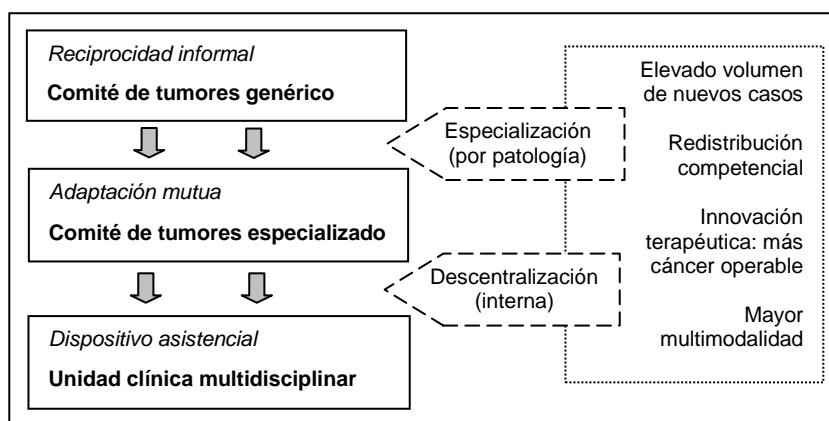 Reciprocidad informal
Comité de tumores genérico
Adaptación mutua
Comité de tumores especializado
Dispositivo asistencial
Unidad clínica multidisciplinar
Especialización
(por patología)
Descentralización
(interna)
Elevado volumen
de nuevos casos
Redistribución
competencial
Innovación
terapéutica: más
cáncer operable
Mayor
multimodalidad